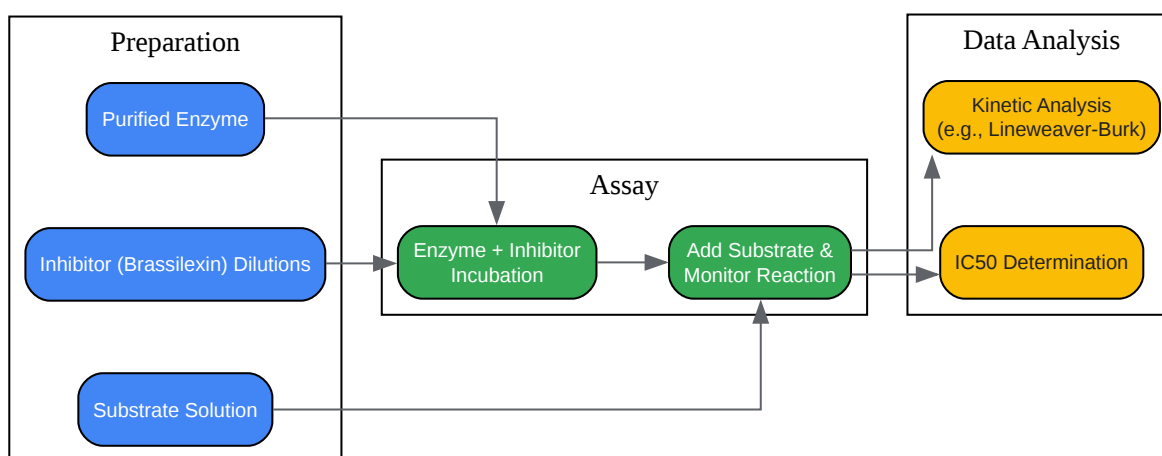 Preparation
Purified Enzyme
Inhibitor (Brassilexin) Dilutions
Substrate Solution
Assay
Enzyme + Inhibitor
Incubation
Add Substrate &
Monitor Reaction
Data Analysis
Kinetic Analysis
(e.g., Lineweaver-Burk)
IC50 Determination